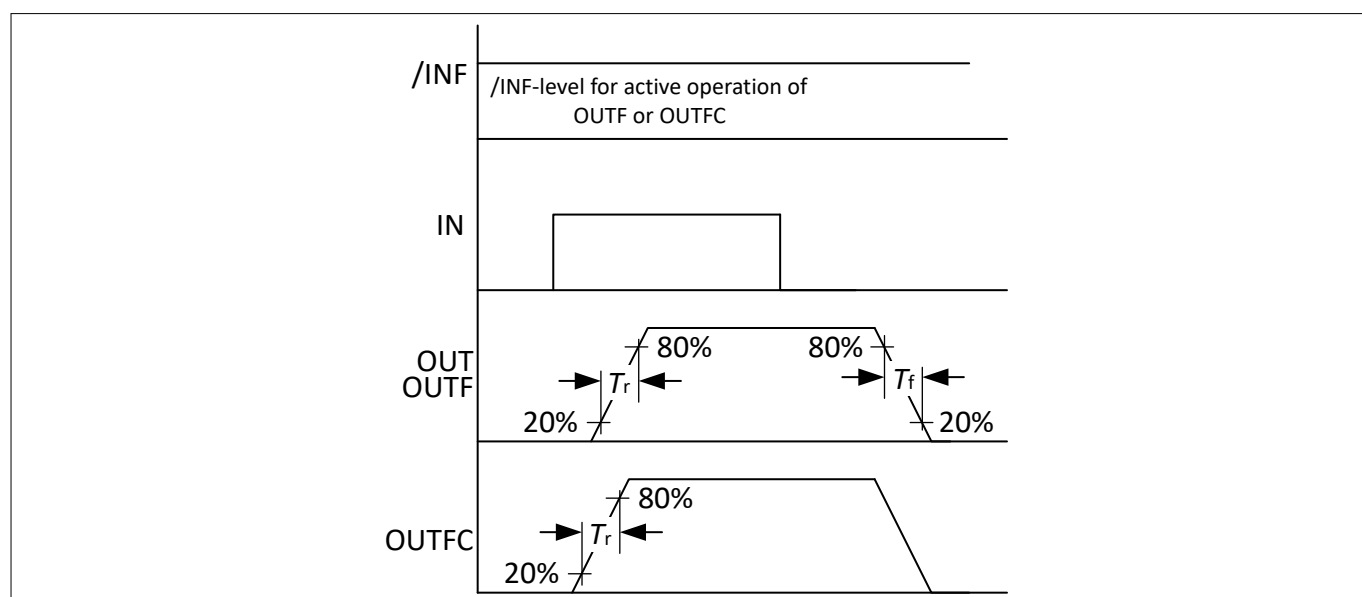 /INF
/INF-level for active operation of
OUTF or OUTFC
IN
OUT
OUTF
80%
80%
Tr
Tf
20%
20%
OUTFC
80%
Tr
20%